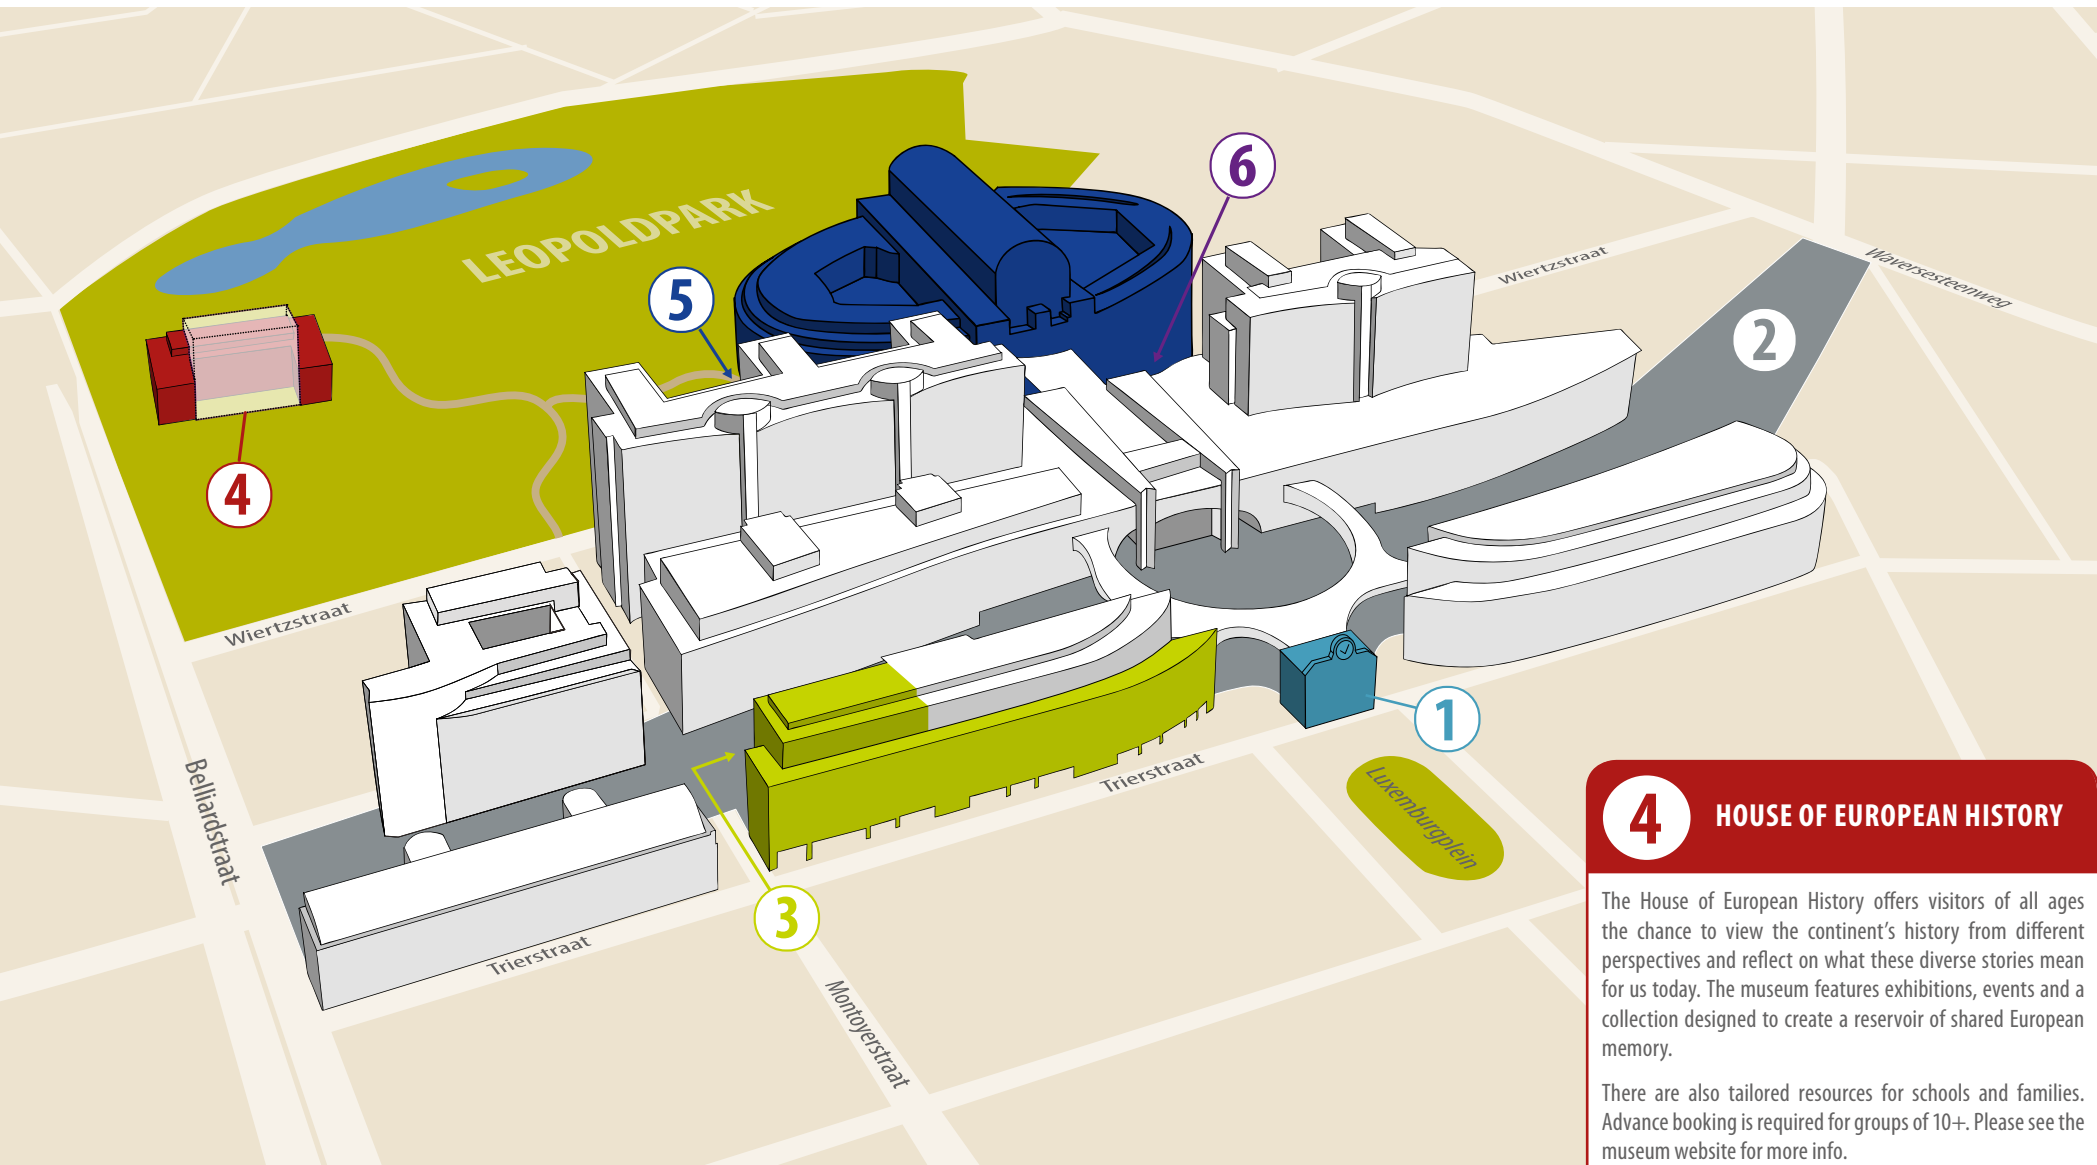 6
LEOPOLDPARK
Wiertzstraat
Waversesteenweg
5
2
4
Wiertzstraat
1
Belliardstraat
Trierstraat
Luxemburgplein
3
Trierstraat
Montoyerstraat
4 HOUSE OF EUROPEAN HISTORY
The House of European History offers visitors of all ages
the chance to view the continent’s history from different
perspectives and reflect on what these diverse stories mean
for us today. The museum features exhibitions, events and a
collection designed to create a reservoir of shared European
memory.
There are also tailored resources for schools and families.
Advance booking is required for groups of 10+. Please see the
museum website for more info.